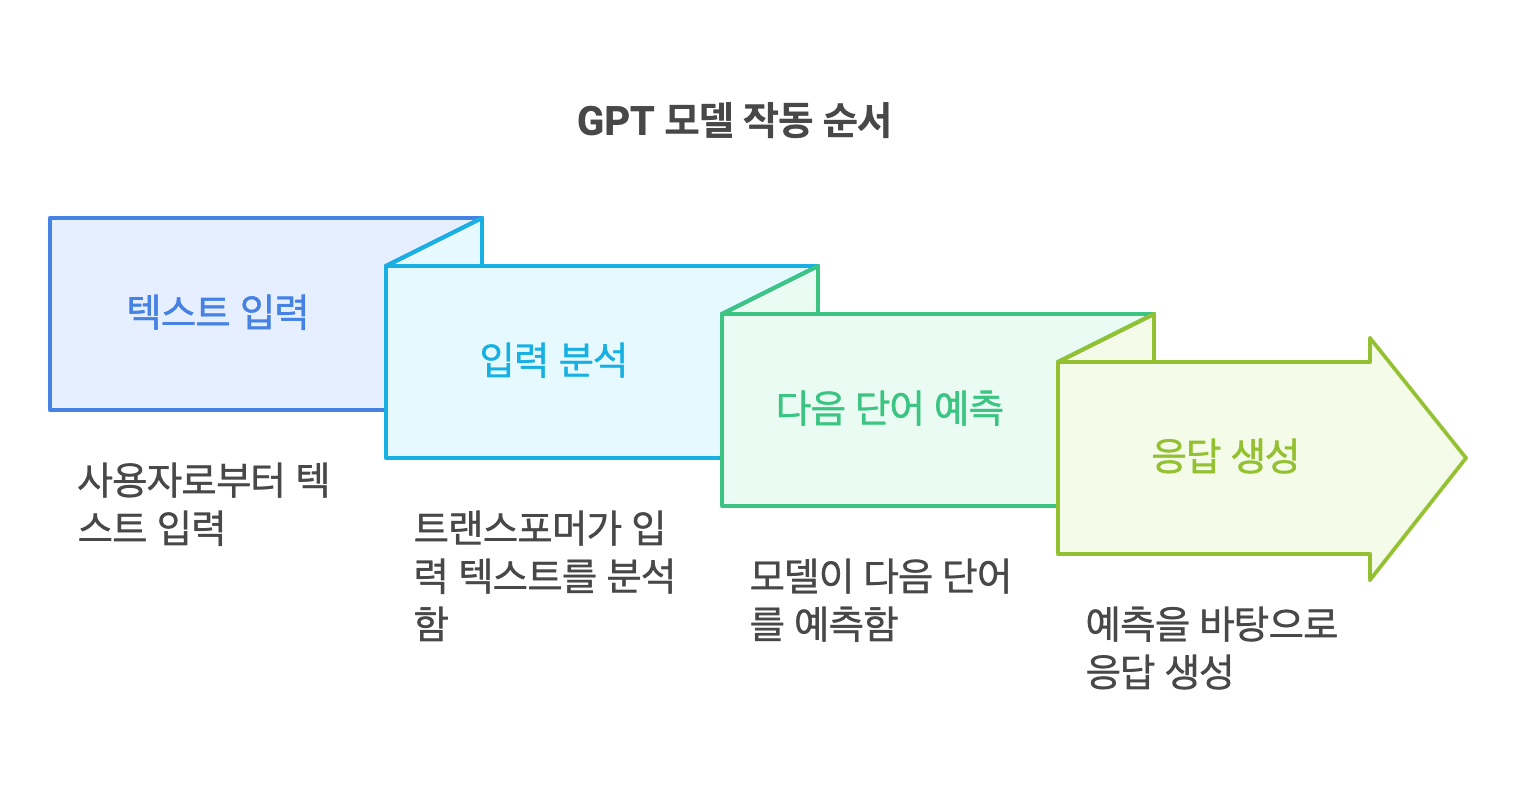 GPT 모델 작동 순서
텍스트 입력
사용자로부터 텍
스트 입력
입력 분석
트랜스포머가 입
력 텍스트를 분석
함
다음 단어 예측
모델이 다음 단어
를 예측함
응답 생성
예측을 바탕으로
응답 생성